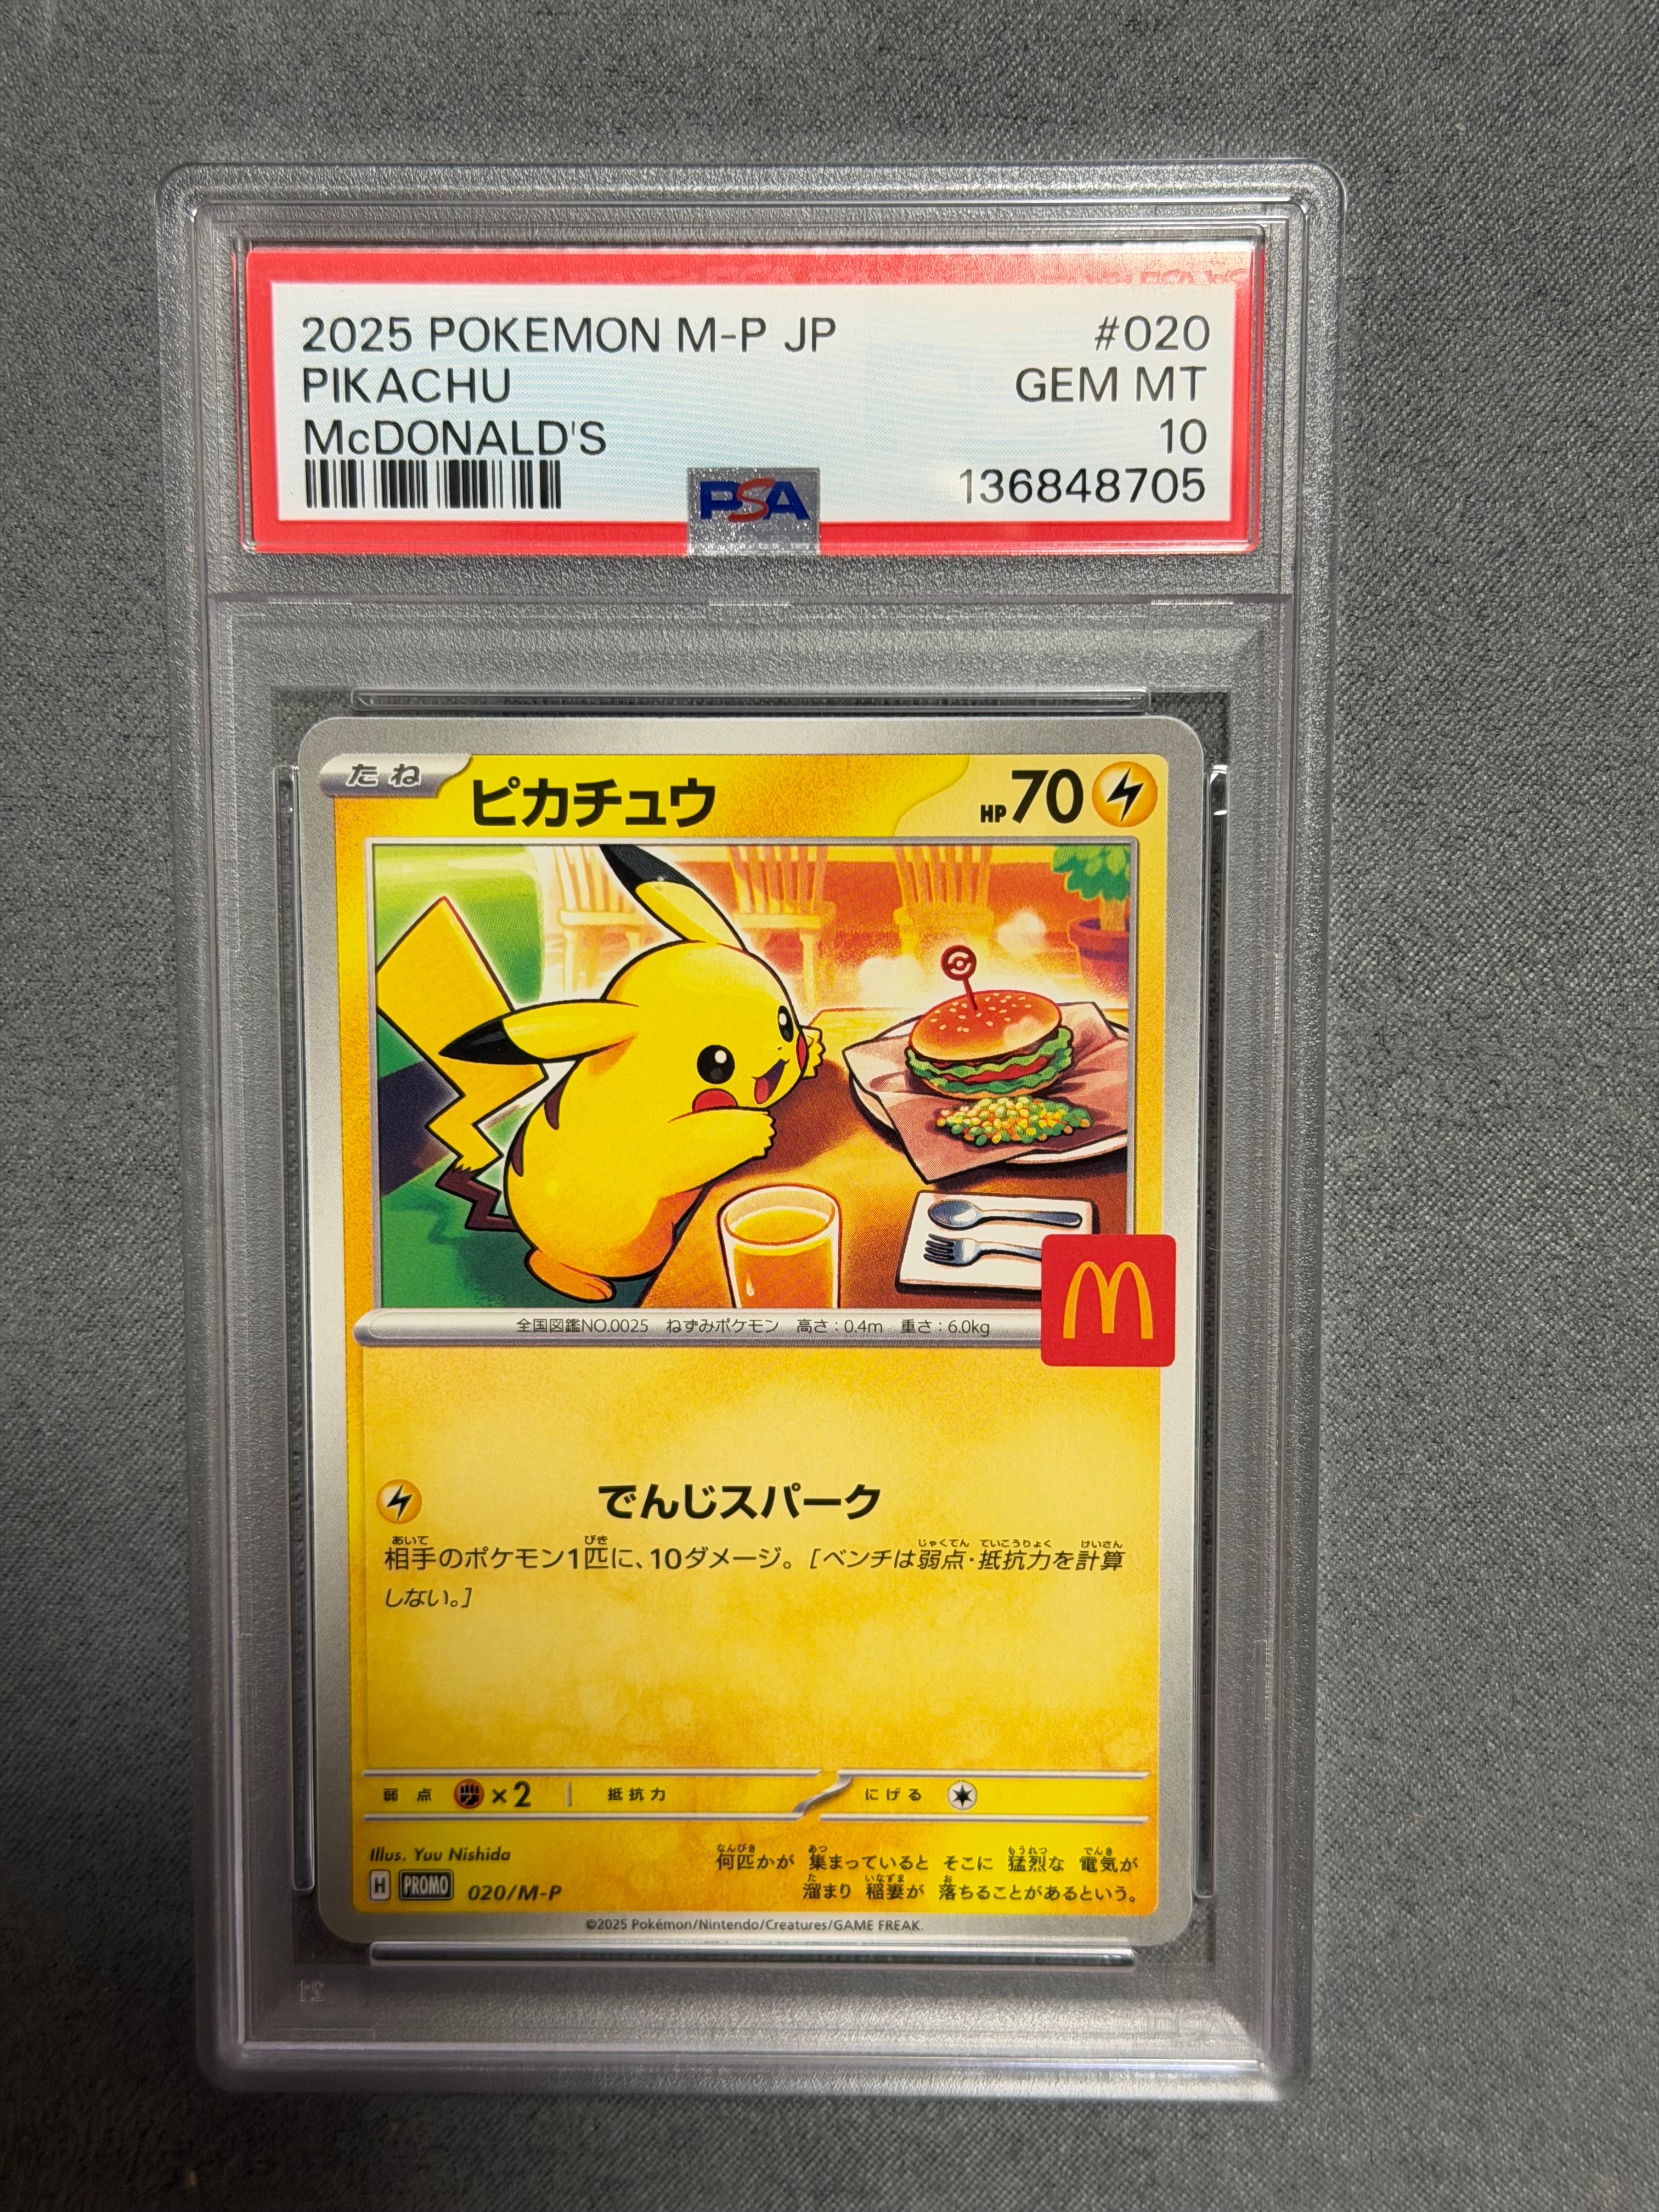 2025 POKEMON M-P JP #020
PIKACHU GEM MT
McDONALD'S 10
PSA 136848705
たね ピカチュウ HP70
全国図鑑NO.0025 ねずみポケモン 高さ:0.4m 重さ:6.0kg
でんじスパーク
相手のポケモン1匹に、10ダメージ。[ベンチは弱点・抵抗力を計算
しない。]
弱点 ×2 抵抗力 にげる
Illus. Yuu Nishida
何匹かが 集まっていると そこに 猛烈な 電気が
溜まり 稲妻が 落ちることがあるという。
H PROMO 020/M-P
©2025 Pokémon/Nintendo/Creatures/GAME FREAK.